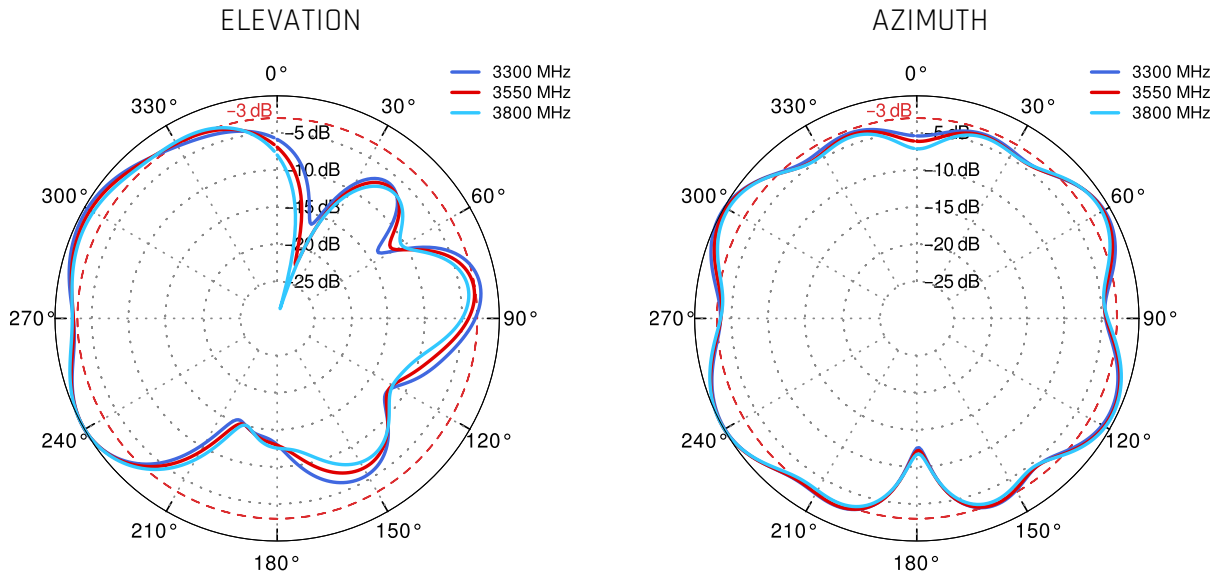 ELEVATION
3300 MHz
3550 MHz
3800 MHz
0°
330°
30°
−3 dB
−5 dB
−10 dB
300°
60°
−15 dB
−20 dB
−25 dB
270°
90°
240°
120°
210°
150°
180°
AZIMUTH
3300 MHz
3550 MHz
3800 MHz
0°
330°
30°
−3 dB
−5 dB
−10 dB
300°
60°
−15 dB
−20 dB
−25 dB
270°
90°
240°
120°
210°
150°
180°